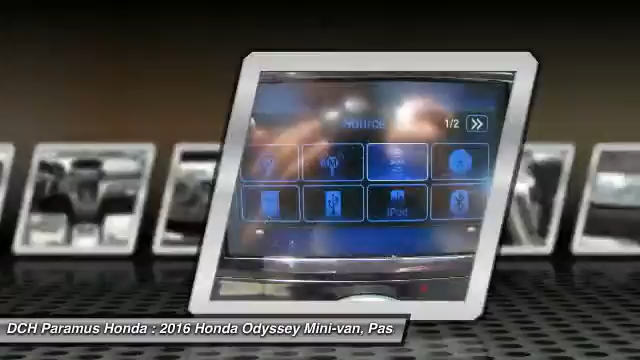 Source
1/2
iPod
DCH Paramus Honda : 2016 Honda Odyssey Mini-van, Pas